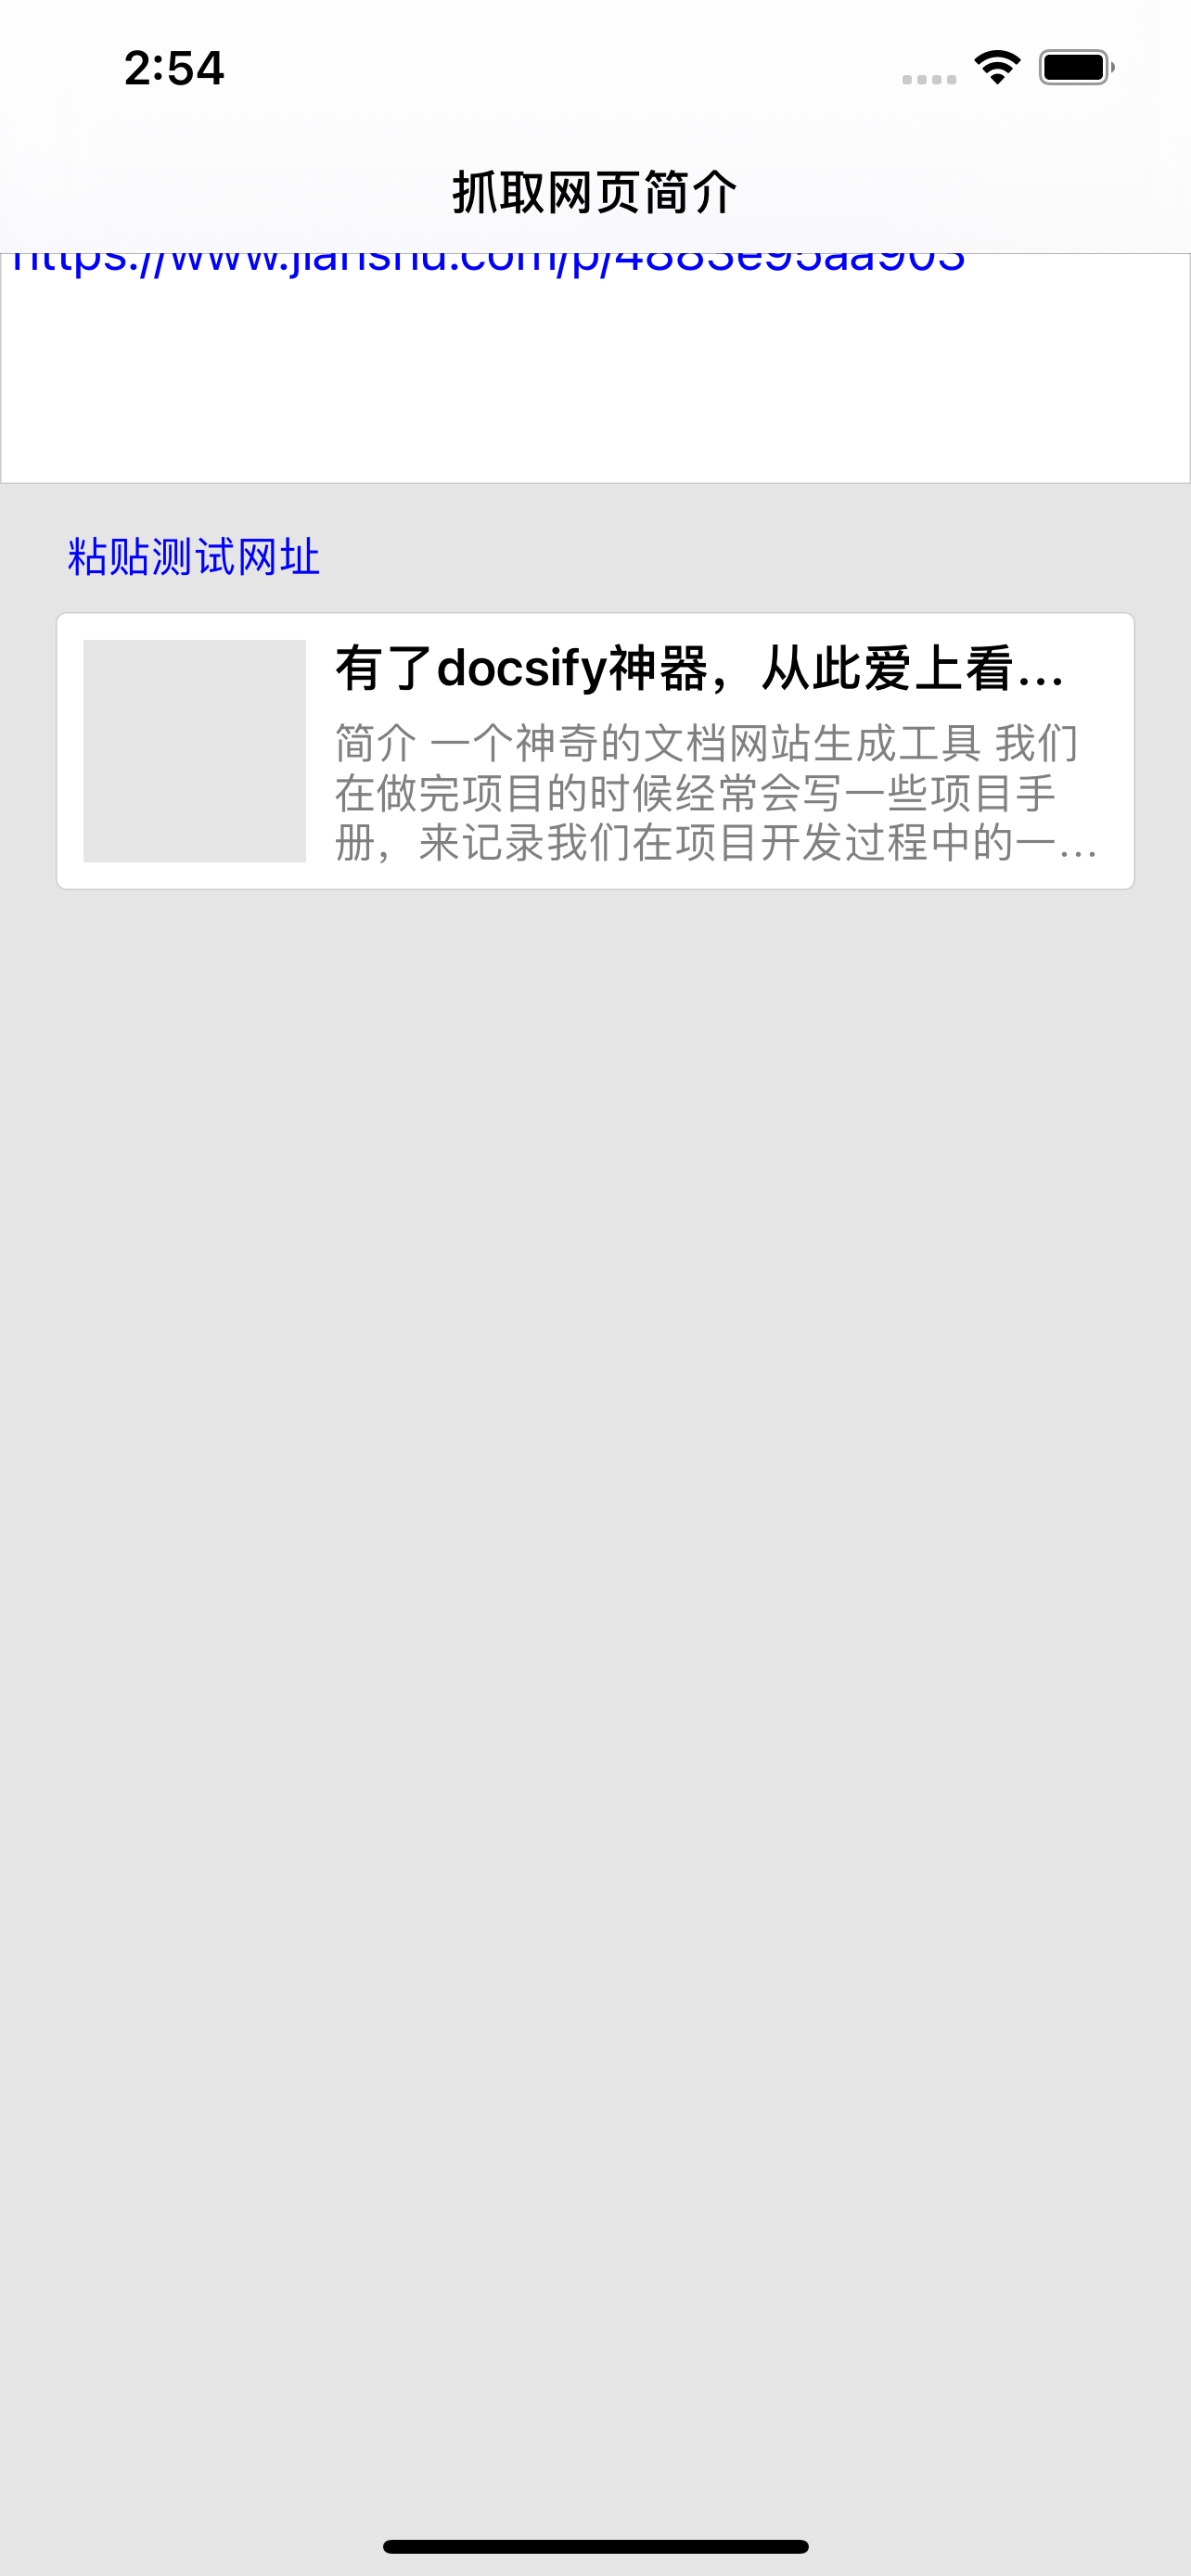 2:54
抓取网页简介
https://www.jianshu.com/p/4883e95aa903
粘贴测试网址
有了docsify神器，从此爱上看...
简介 一个神奇的文档网站生成工具 我们
在做完项目的时候经常会写一些项目手
册，来记录我们在项目开发过程中的一...